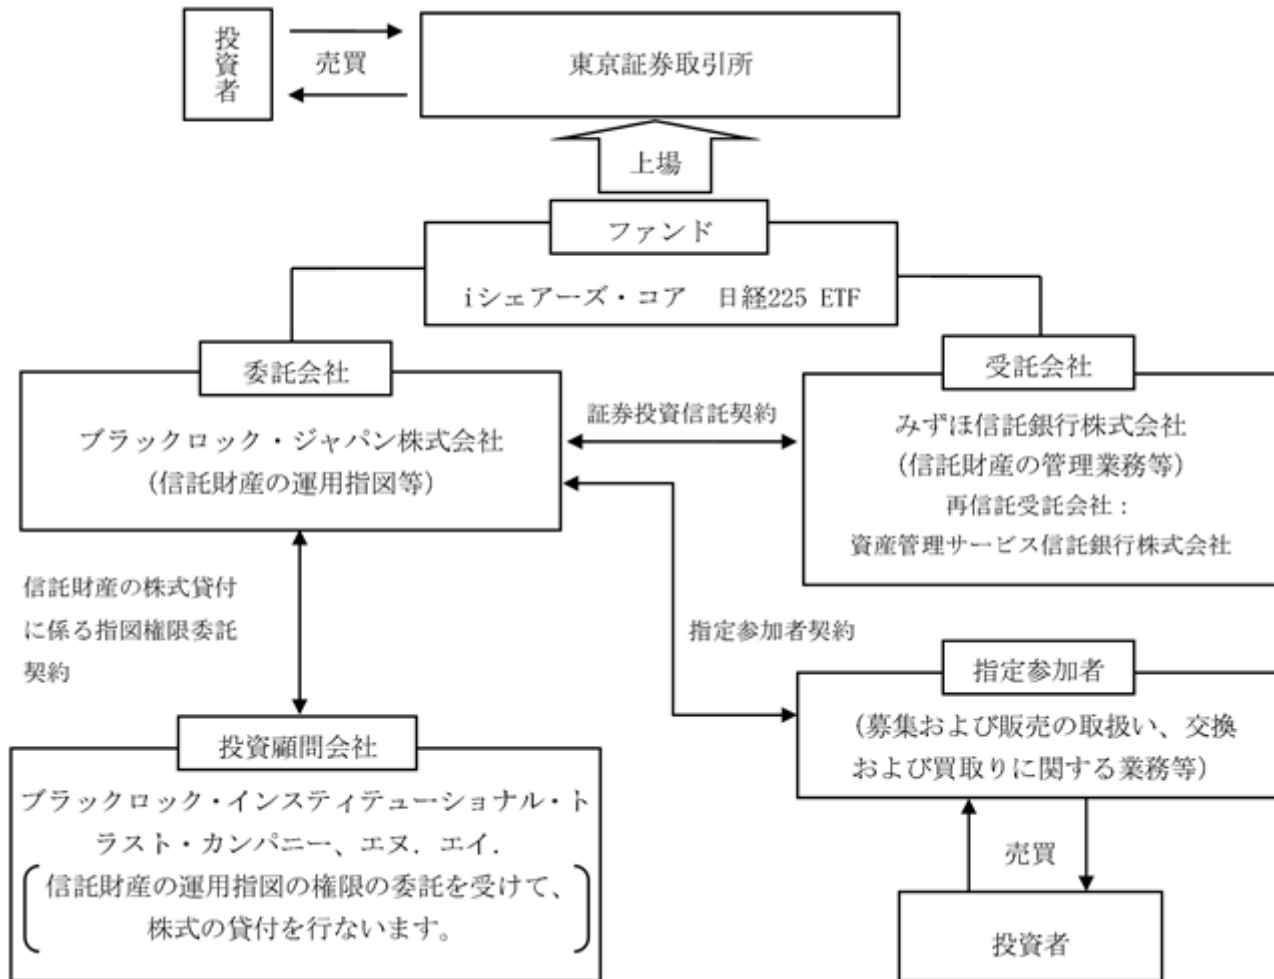 投資者
売買
東京証券取引所
上場
ファンド
iシェアーズ・コア　日経225 ETF
委託会社
ブラックロック・ジャパン株式会社
(信託財産の運用指図等)
証券投資信託契約
受託会社
みずほ信託銀行株式会社
(信託財産の管理業務等)
再信託受託会社：
資産管理サービス信託銀行株式会社
信託財産の株式貸付
に係る指図権限委託
契約
指定参加者契約
指定参加者
(募集および販売の取扱い、交換
および買取りに関する業務等)
投資顧問会社
ブラックロック・インスティテューショナル・ト
ラスト・カンパニー、エヌ．エイ．
信託財産の運用指図の権限の委託を受けて、
株式の貸付を行ないます。
売買
投資者